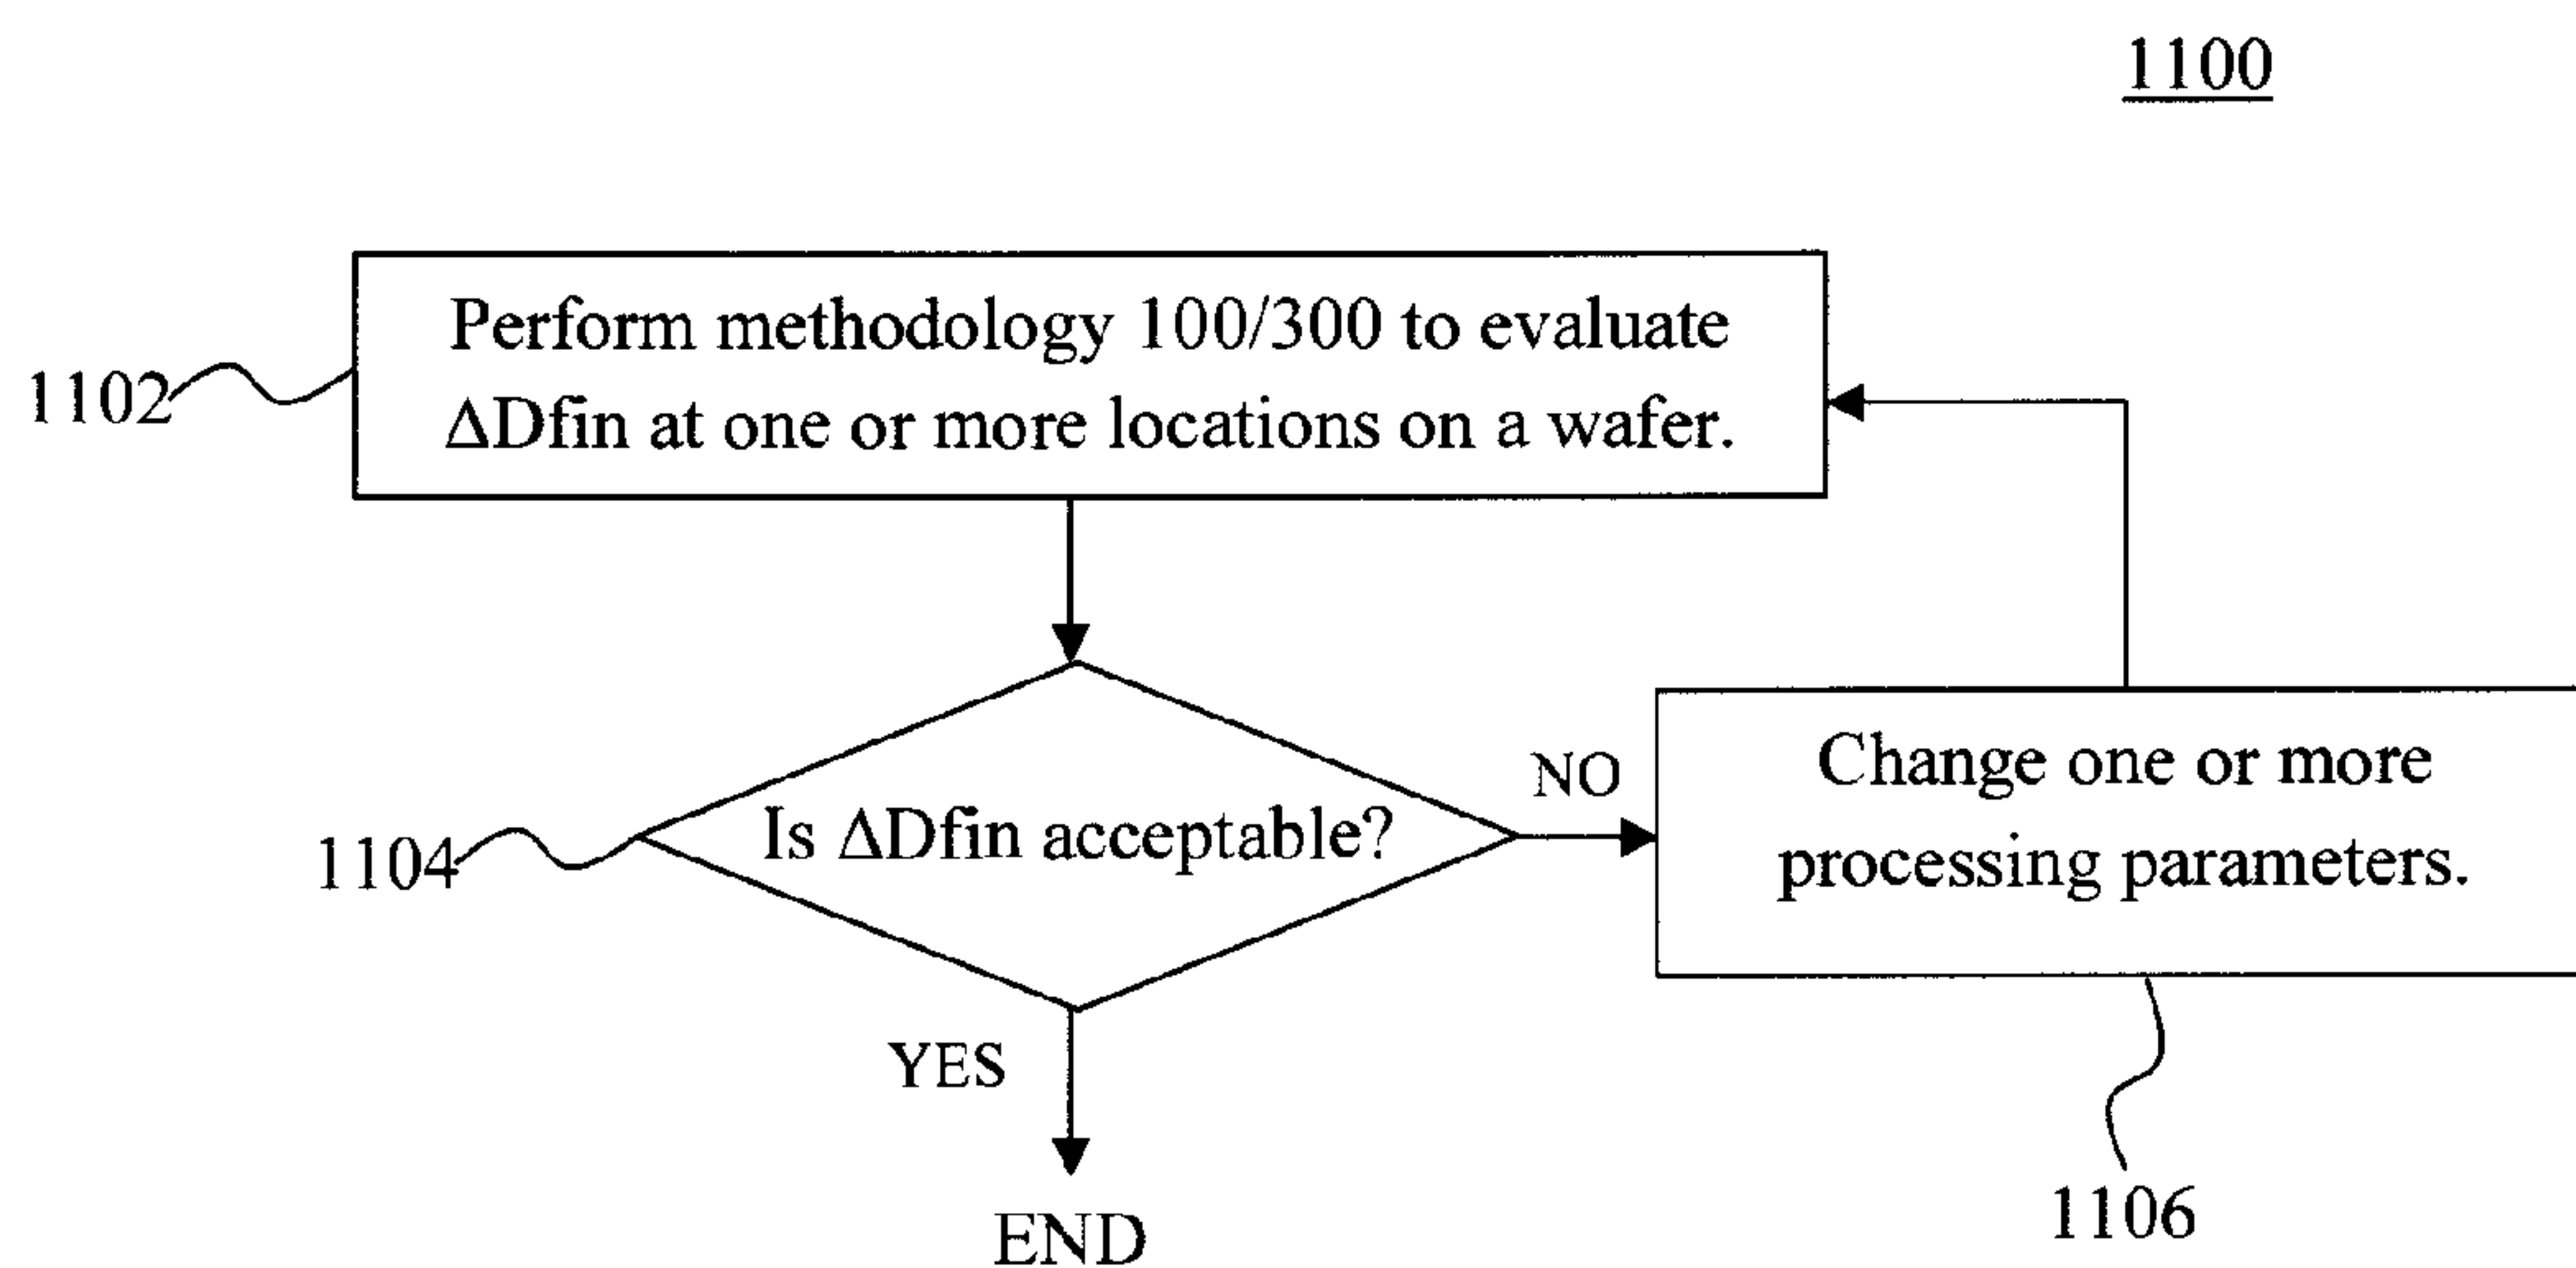 1100
Perform methodology 100/300 to evaluate
ΔDfin at one or more locations on a wafer.
1102
Is ΔDfin acceptable?
1104
NO
Change one or more
processing parameters.
YES
1106
END